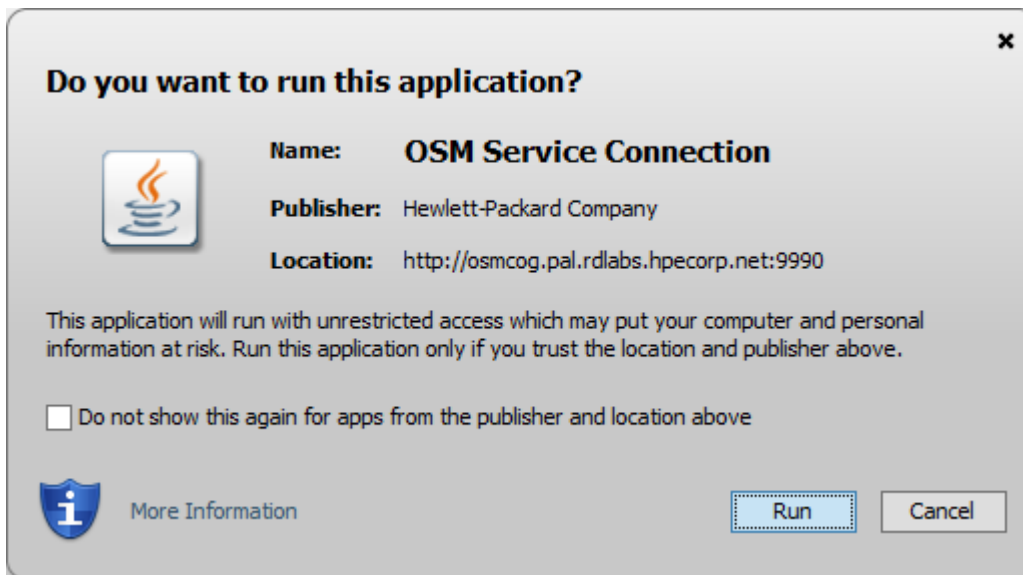 Do you want to run this application?
Name: OSM Service Connection
Publisher: Hewlett-Packard Company
Location: http://osmcog.pal.rdlabs.hpecorp.net:9990
This application will run with unrestricted access which may put your computer and personal
information at risk. Run this application only if you trust the location and publisher above.
Do not show this again for apps from the publisher and location above
More Information
Run
Cancel